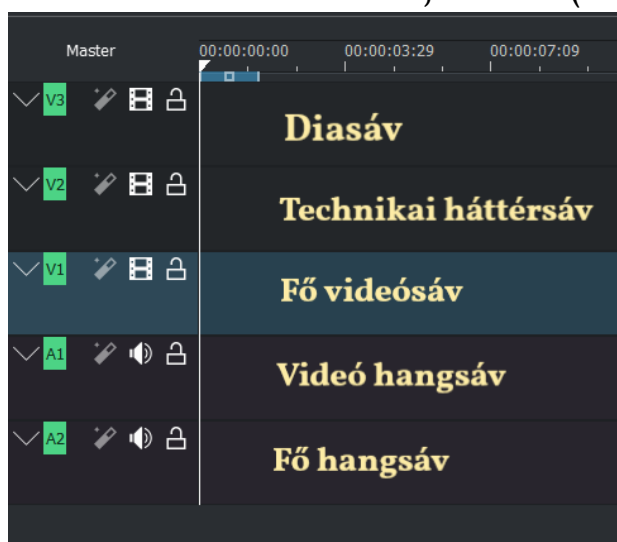 Master 00:00:00:00 00:00:03:29 00:00:07:09
V3 Diasáv
V2 Technikai háttérsáv
V1 Fő videósáv
A1 Videó hangsáv
A2 Fő hangsáv